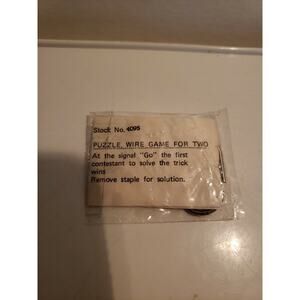 Stock No. 4095
PUZZLE, WIRE GAME FOR TWO
At the signal "Go" the first
contestant to solve the trick
wins
Remove staple for solution.